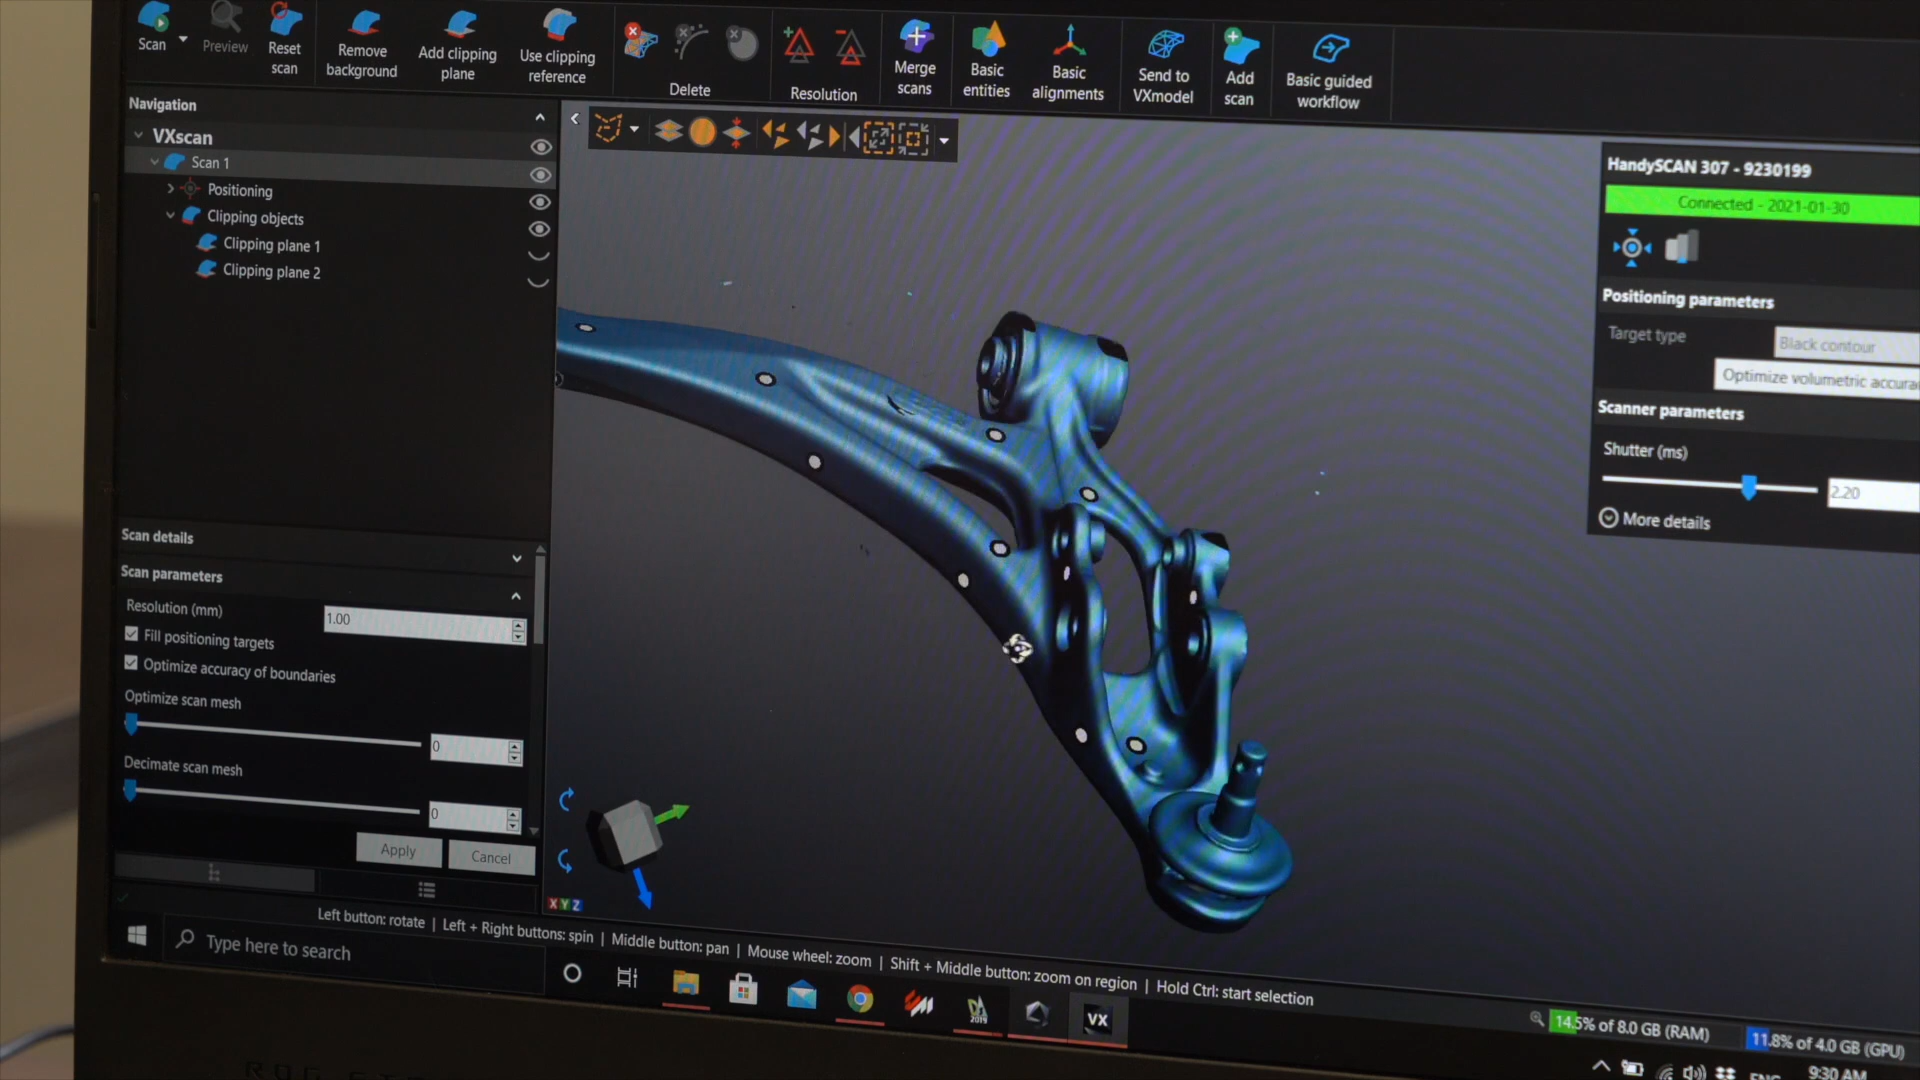 Scan
Preview
Reset
scan
Remove
background
Add clipping
plane
Use clipping
reference
Delete
Resolution
Merge
scans
Basic
entities
Basic
alignments
Send to
VXmodel
Add
scan
Basic guided
workflow
Navigation
VXscan
Scan 1
Positioning
Clipping objects
Clipping plane 1
Clipping plane 2
Scan details
Scan parameters
Resolution (mm)
1.00
Fill positioning targets
Optimize accuracy of boundaries
Optimize scan mesh
0
Decimate scan mesh
0
Apply
Cancel
HandySCAN 307 - 9230199
Connected - 2021-01-30
Positioning parameters
Target type
Black contour
Optimize volumetric
Scanner parameters
Shutter (ms)
2.20
More details
X Y Z
Left button: rotate | Left + Right buttons: spin | Middle button: pan | Mouse wheel: zoom | Shift + Middle button: zoom on region | Hold Ctrl: start selection
14.5% of 8.0 GB (RAM)
11.8% of 4.0 GB (GPU)
Type here to search
2019
VX
ENG
9:30 AM